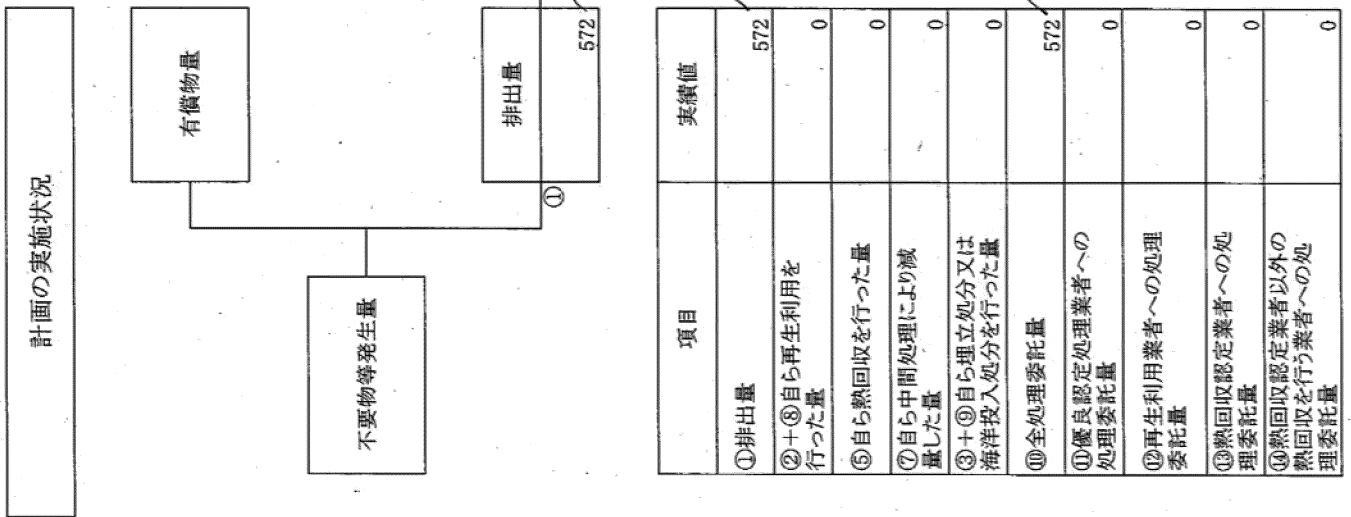 計画の実施状況
有償物量
不要物等発生量
①
排出量
572
項目
実績値
①排出量
572
②+⑧自ら再生利用を
行った量
0
⑤自ら熱回収を行った量
0
⑦自ら中間処理により減
量した量
0
③+⑨自ら埋立処分又は
海洋投入処分を行った量
0
⑩全処理委託量
572
⑪優良認定処理業者への
処理委託量
0
⑫再生利用業者への処理
委託量
0
⑬熱回収認定業者への処
理委託量
0
⑭熱回収認定業者以外の
熱回収を行う業者への処
理委託量
0